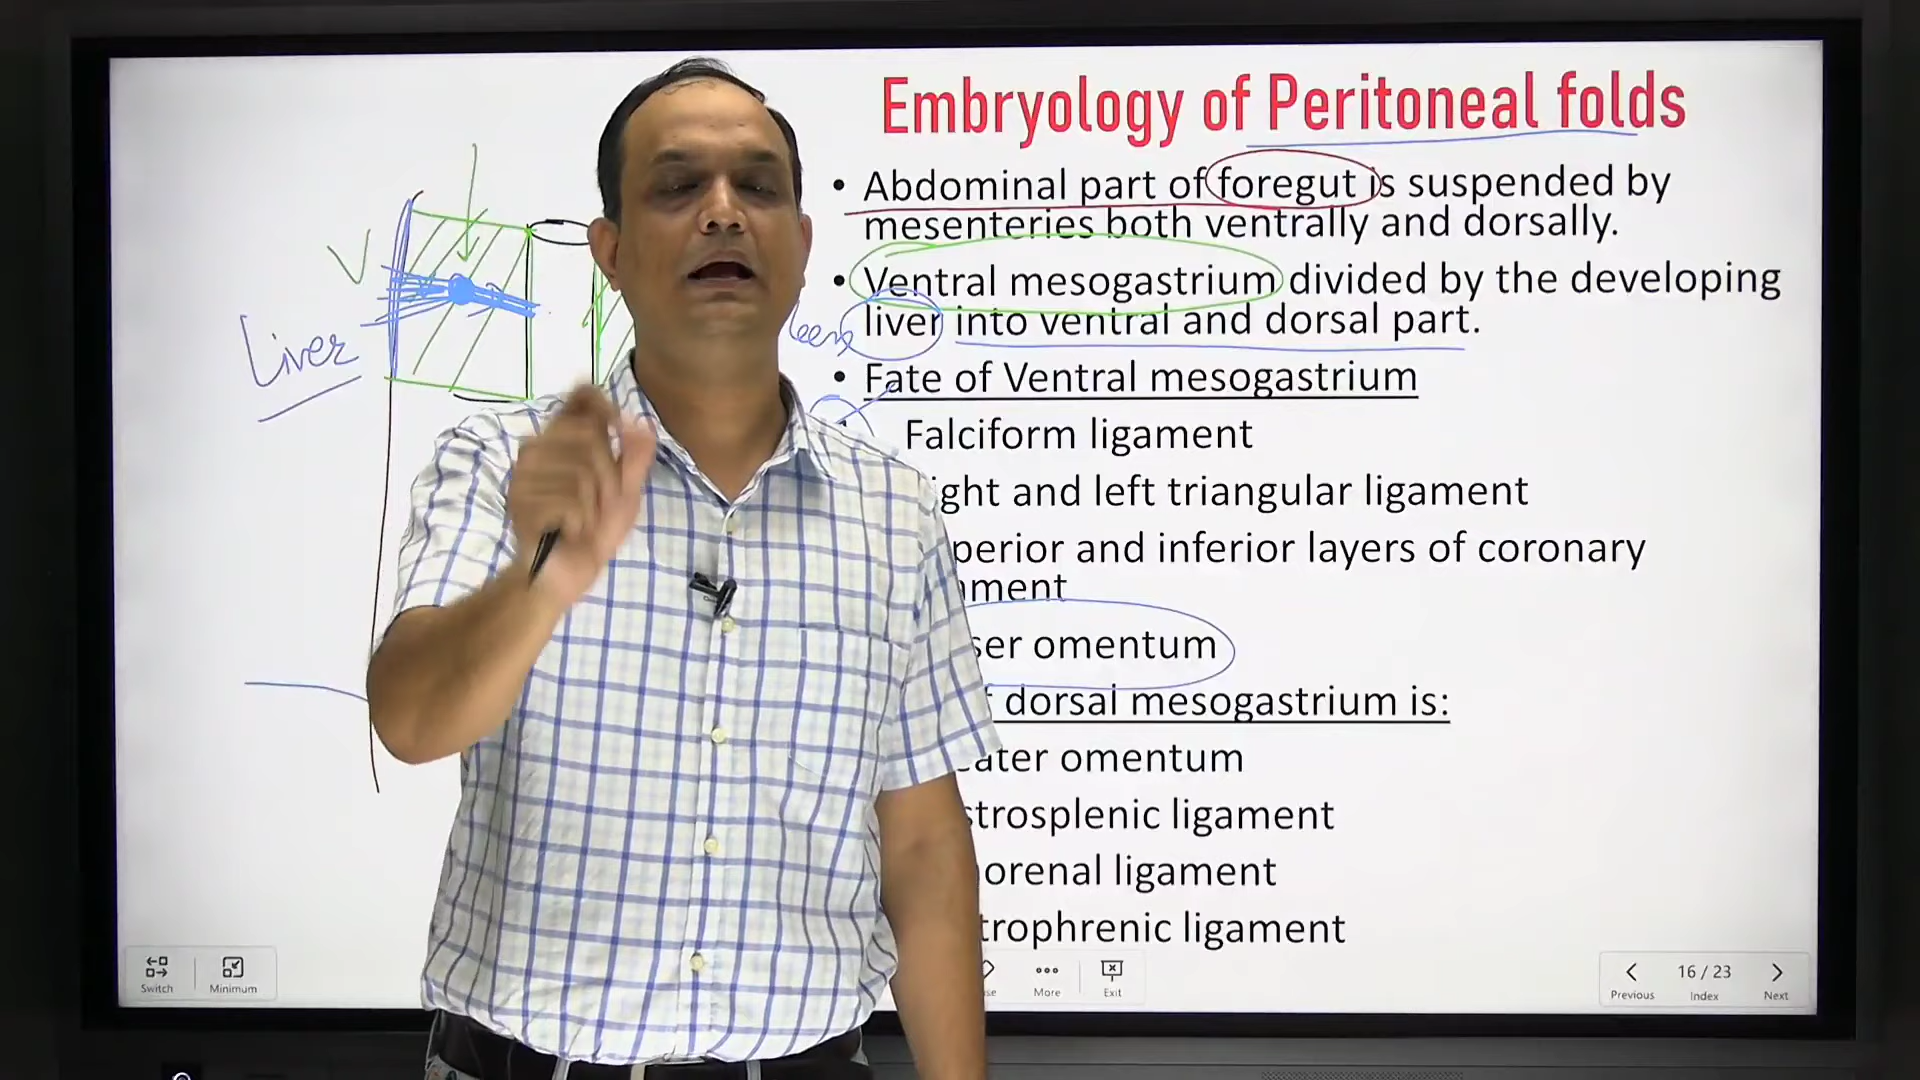 Embryology of Peritoneal folds
• Abdominal part of foregut is suspended by
mesenteries both ventrally and dorsally.
• Ventral mesogastrium divided by the developing
liver into ventral and dorsal part.
• Fate of Ventral mesogastrium
Falciform ligament
ight and left triangular ligament
perior and inferior layers of coronary
ment
ser omentum
dorsal mesogastrium is:
ater omentum
strosplenic ligament
orenal ligament
trophrenic ligament
V
Liver
Switch
Minimum
se
More
Exit
Previous
16 / 23
Index
Next